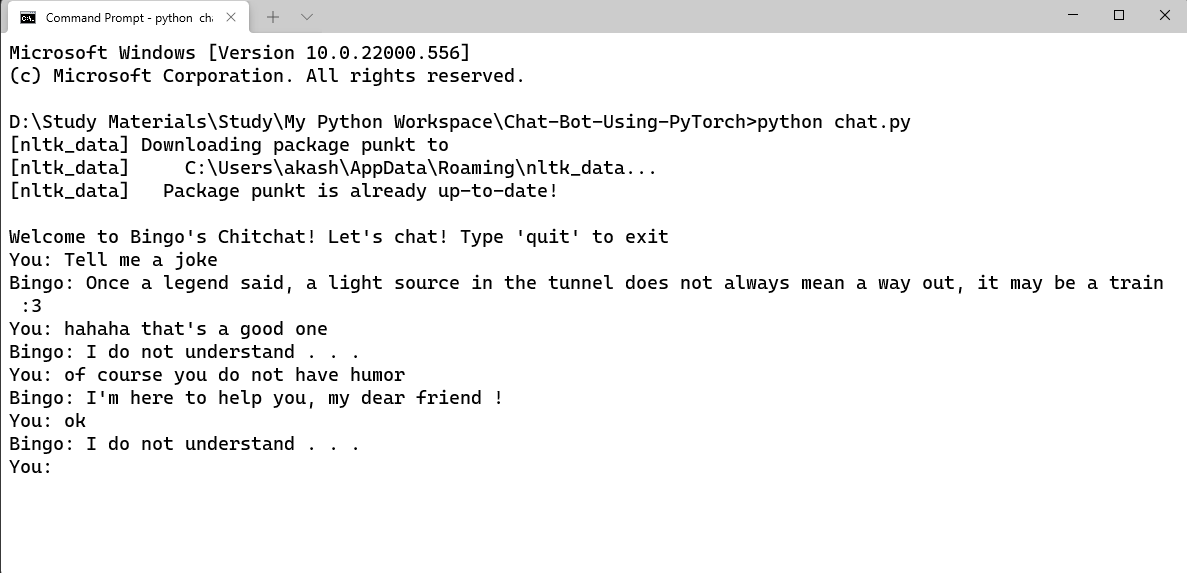 Command Prompt - python cha
Microsoft Windows [Version 10.0.22000.556]
(c) Microsoft Corporation. All rights reserved.
D:\Study Materials\Study\My Python Workspace\Chat-Bot-Using-PyTorch>python chat.py
[nltk_data] Downloading package punkt to
[nltk_data]     C:\Users\akash\AppData\Roaming\nltk_data...
[nltk_data]   Package punkt is already up-to-date!
Welcome to Bingo's Chitchat! Let's chat! Type 'quit' to exit
You: Tell me a joke
Bingo: Once a legend said, a light source in the tunnel does not always mean a way out, it may be a train
 :3
You: hahaha that's a good one
Bingo: I do not understand . . .
You: of course you do not have humor
Bingo: I'm here to help you, my dear friend !
You: ok
Bingo: I do not understand . . .
You: